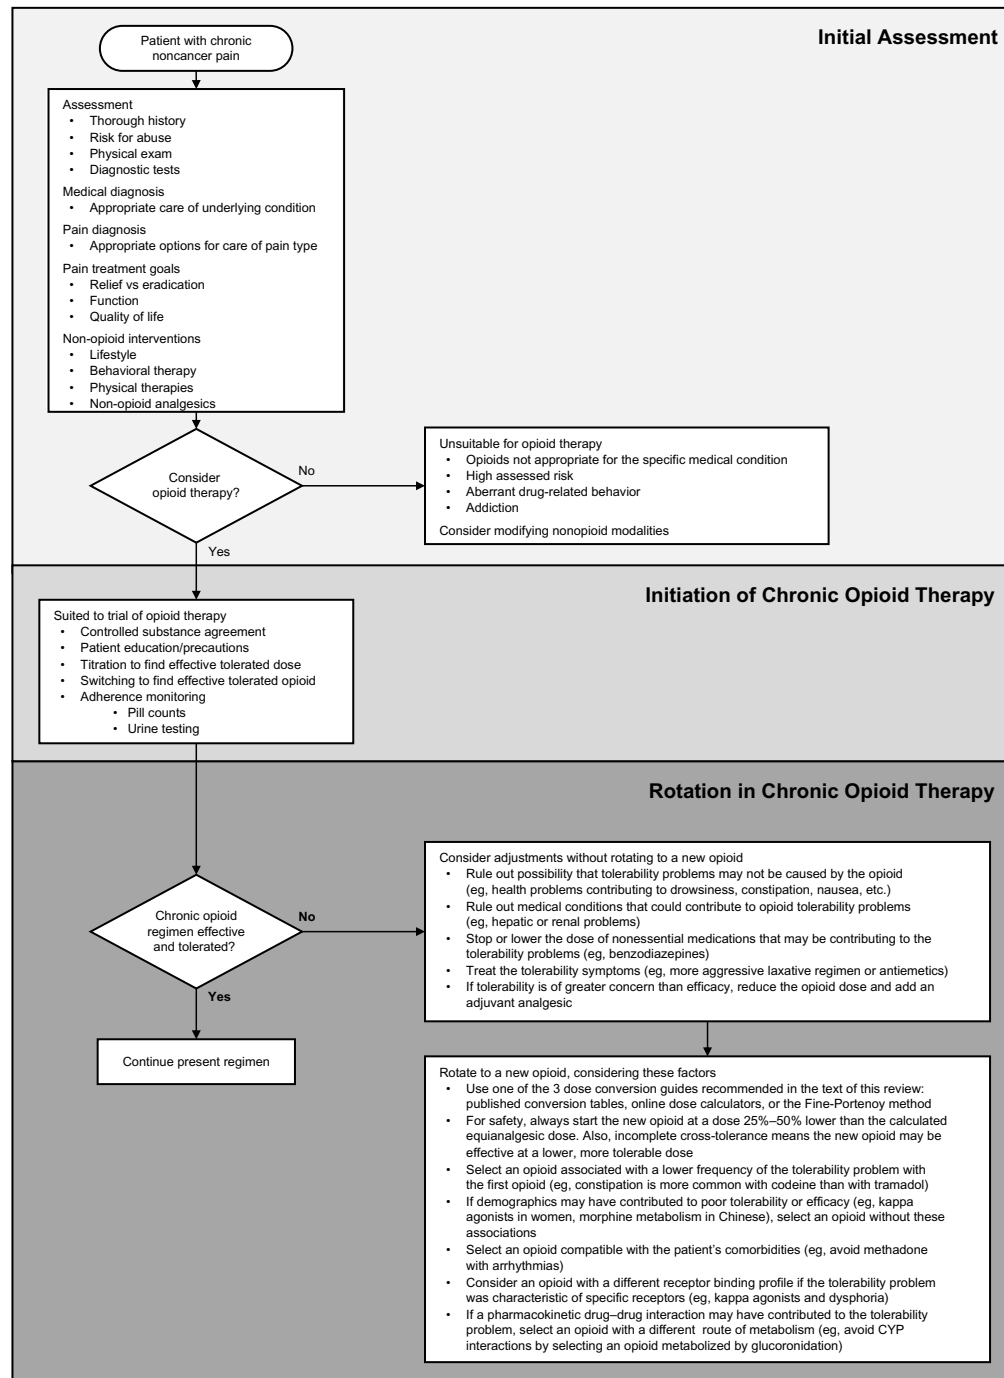 Initial Assessment
Patient with chronic
noncancer pain
Assessment
• Thorough history
• Risk for abuse
• Physical exam
• Diagnostic tests
Medical diagnosis
• Appropriate care of underlying condition
Pain diagnosis
• Appropriate options for care of pain type
Pain treatment goals
• Relief vs eradication
• Function
• Quality of life
Non-opioid interventions
• Lifestyle
• Behavioral therapy
• Physical therapies
• Non-opioid analgesics
Consider
opioid therapy?
No
Unsuitable for opioid therapy
• Opioids not appropriate for the specific medical condition
• High assessed risk
• Aberrant drug-related behavior
• Addiction
Consider modifying nonopioid modalities
Yes
Initiation of Chronic Opioid Therapy
Suited to trial of opioid therapy
• Controlled substance agreement
• Patient education/precautions
• Titration to find effective tolerated dose
• Switching to find effective tolerated opioid
• Adherence monitoring
• Pill counts
• Urine testing
Rotation in Chronic Opioid Therapy
Chronic opioid
regimen effective
and tolerated?
No
Yes
Continue present regimen
Consider adjustments without rotating to a new opioid
• Rule out possibility that tolerability problems may not be caused by the opioid
(eg, health problems contributing to drowsiness, constipation, nausea, etc.)
• Rule out medical conditions that could contribute to opioid tolerability problems
(eg, hepatic or renal problems)
• Stop or lower the dose of nonessential medications that may be contributing to the
tolerability problems (eg, benzodiazepines)
• Treat the tolerability symptoms (eg, more aggressive laxative regimen or antiemetics)
• If tolerability is of greater concern than efficacy, reduce the opioid dose and add an
adjuvant analgesic
Rotate to a new opioid, considering these factors
• Use one of the 3 dose conversion guides recommended in the text of this review:
published conversion tables, online dose calculators, or the Fine-Portenoy method
• For safety, always start the new opioid at a dose 25%–50% lower than the calculated
equianalgesic dose. Also, incomplete cross-tolerance means the new opioid may be
effective at a lower, more tolerable dose
• Select an opioid associated with a lower frequency of the tolerability problem with
the first opioid (eg, constipation is more common with codeine than with tramadol)
• If demographics may have contributed to poor tolerability or efficacy (eg, kappa
agonists in women, morphine metabolism in Chinese), select an opioid without these
associations
• Select an opioid compatible with the patient's comorbidities (eg, avoid methadone
with arrhythmias)
• Consider an opioid with a different receptor binding profile if the tolerability problem
was characteristic of specific receptors (eg, kappa agonists and dysphoria)
• If a pharmacokinetic drug–drug interaction may have contributed to the tolerability
problem, select an opioid with a different route of metabolism (eg, avoid CYP
interactions by selecting an opioid metabolized by glucoronidation)